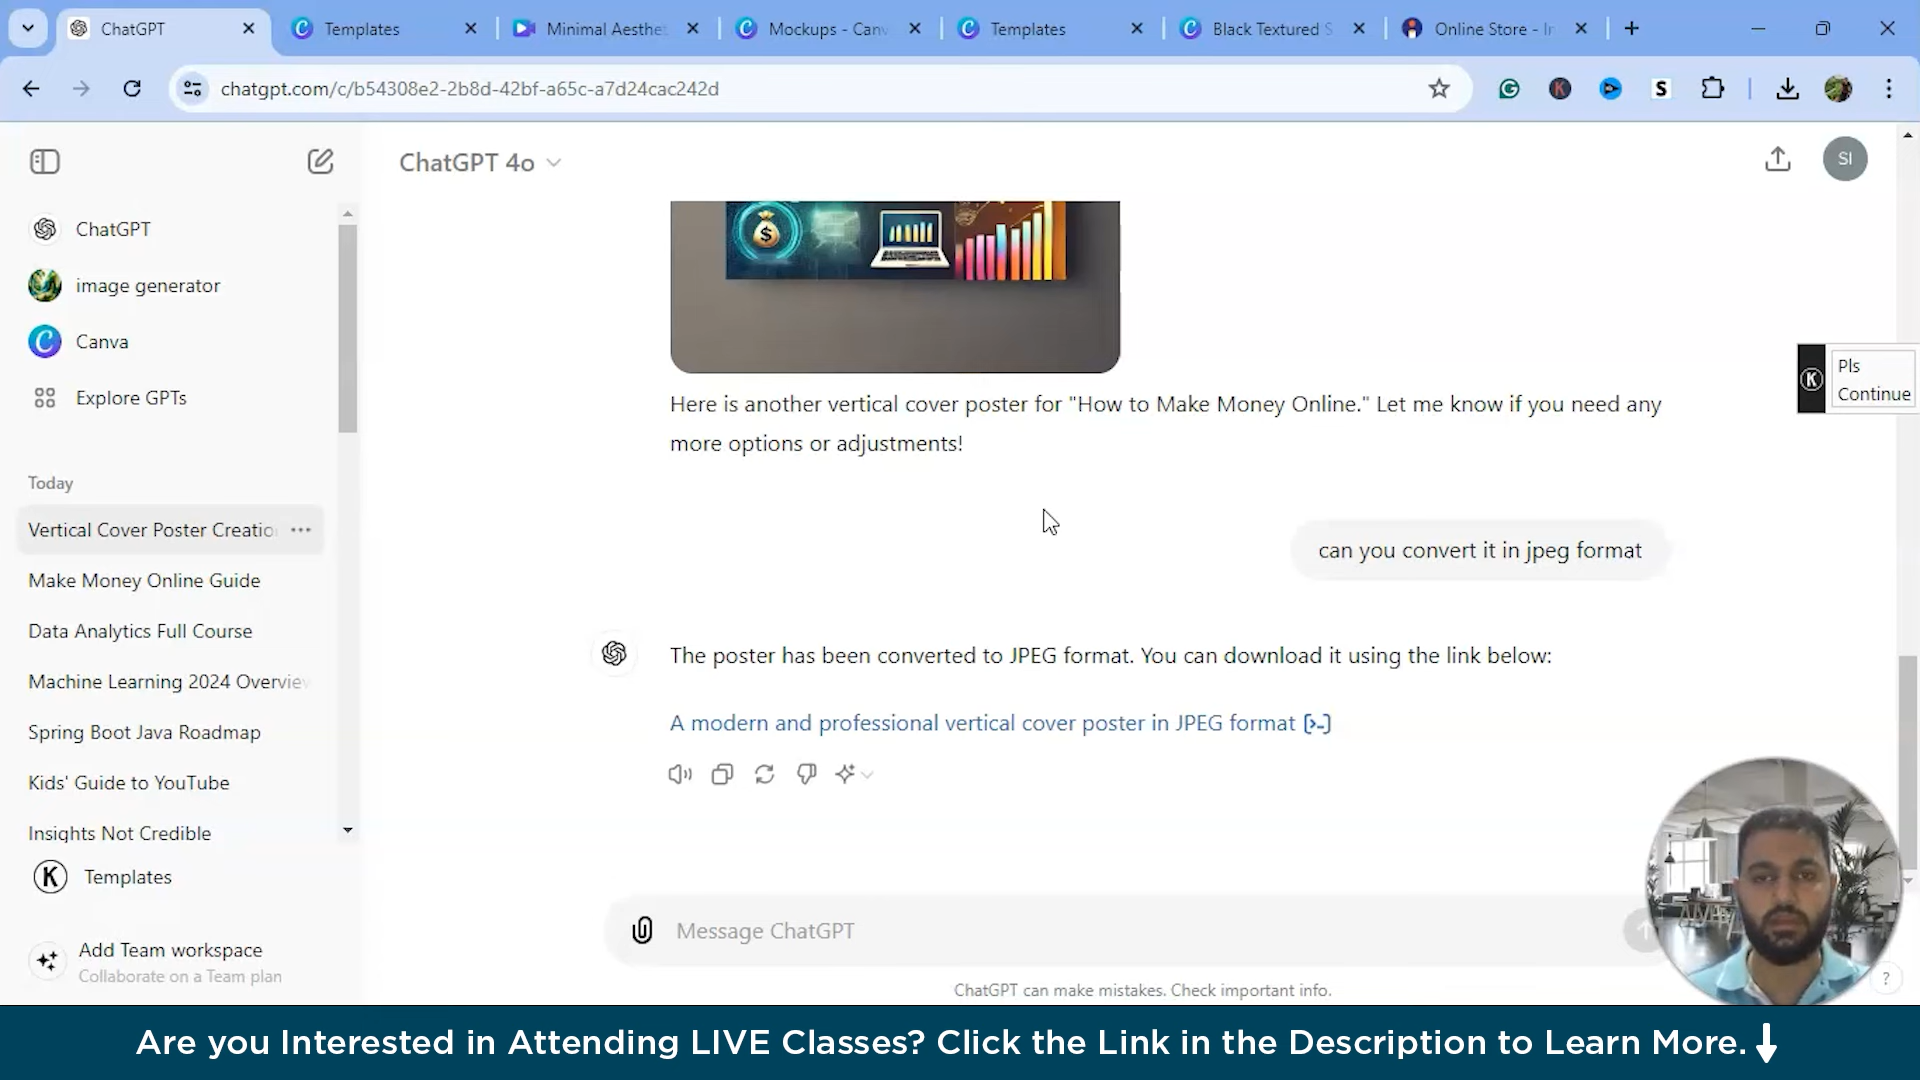 ChatGPT
Templates
Minimal Aesthe
Mockups - Canv
Templates
Black Textured S
Online Store - In
chatgpt.com/c/b54308e2-2b8d-42bf-a65c-a7d24cac242d
ChatGPT 4o
SI
ChatGPT
image generator
Canva
Explore GPTs
Today
Vertical Cover Poster Creatio
Make Money Online Guide
Data Analytics Full Course
Machine Learning 2024 Overview
Spring Boot Java Roadmap
Kids' Guide to YouTube
Insights Not Credible
K Templates
Add Team workspace
Collaborate on a Team plan
Here is another vertical cover poster for "How to Make Money Online." Let me know if you need any
more options or adjustments!
can you convert it in jpeg format
The poster has been converted to JPEG format. You can download it using the link below:
A modern and professional vertical cover poster in JPEG format [>-]
Message ChatGPT
ChatGPT can make mistakes. Check important info.
?
K
Pls
Continue
Are you Interested in Attending LIVE Classes? Click the Link in the Description to Learn More.